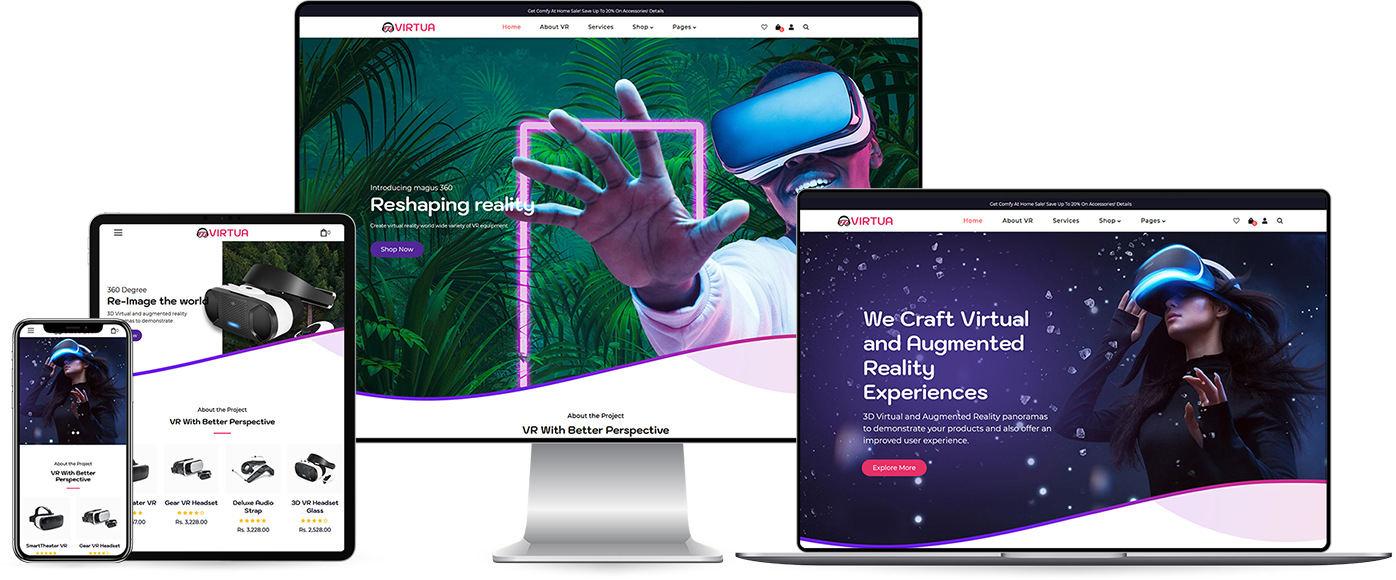 Get Comfy At Home Sale! Save Up To 20% On Accessories! Details
VIRTUA
Home About VR Services Shop Pages
Introducing magus 360
Reshaping reality
Create virtual reality world wide variety of VR equipment
Shop Now
About the Project
VR With Better Perspective
Get Comfy At Home Sale! Save Up To 20% On Accessories! Details
VIRTUA
Home About VR Services Shop Pages
We Craft Virtual
and Augmented
Reality
Experiences
3D Virtual and Augmented Reality panoramas
to demonstrate your products and also offer an
improved user experience.
Explore More
VIRTUA
0
360 Degree
Re-Image the world
3D Virtual and augmented reality
ramas to demonstrate
About the Project
VR With Better Perspective
eater VR Gear VR Headset Deluxe Audio
Strap 3D VR Headset
Glass
Rs. 3,228.00 Rs. 3,228.00 Rs. 2,528.00
About the Project
VR With Better
Perspective
SmartTheater VR Gear VR Headset